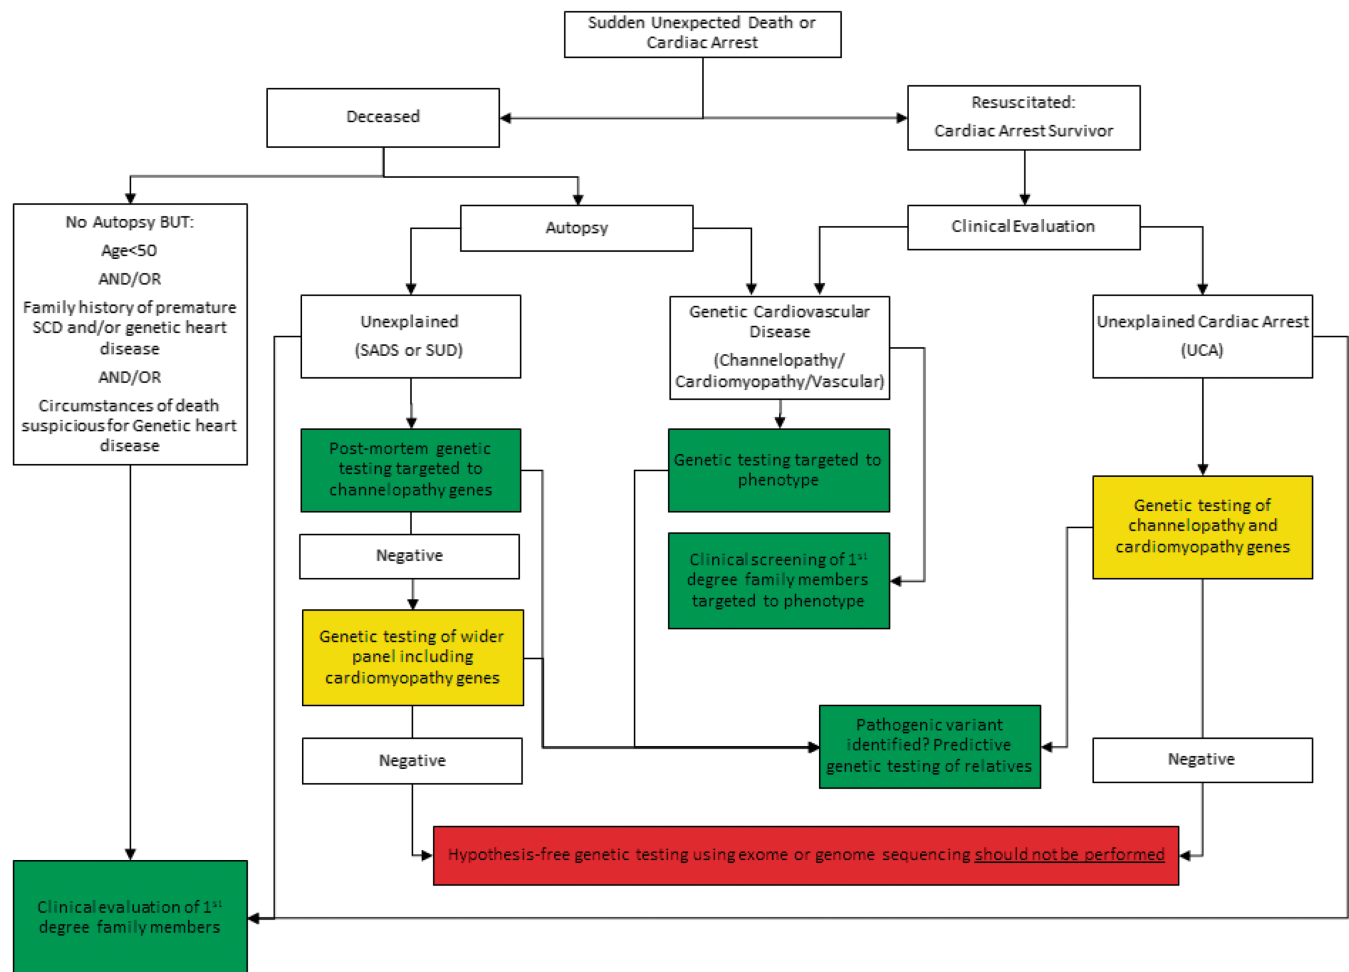 Sudden Unexpected Death or
Cardiac Arrest
Deceased
Resuscitated:
Cardiac Arrest Survivor
No Autopsy BUT:
Age<50
AND/OR
Family history of premature
SCD and/or genetic heart
disease
AND/OR
Circumstances of death
suspicious for Genetic heart
disease
Autopsy
Clinical Evaluation
Unexplained
(SADS or SUD)
Genetic Cardiovascular
Disease
(Channelopathy/
Cardiomyopathy/Vascular)
Unexplained Cardiac Arrest
(UCA)
Post-mortem genetic
testing targeted to
channelopathy genes
Genetic testing targeted to
phenotype
Genetic testing of
channelopathy and
cardiomyopathy genes
Negative
Clinical screening of 1st
degree family members
targeted to phenotype
Genetic testing of wider
panel including
cardiomyopathy genes
Pathogenic variant
identified? Predictive
genetic testing of relatives
Negative
Negative
Hypothesis-free genetic testing using exome or genome sequencing should not be performed
Clinical evaluation of 1st
degree family members